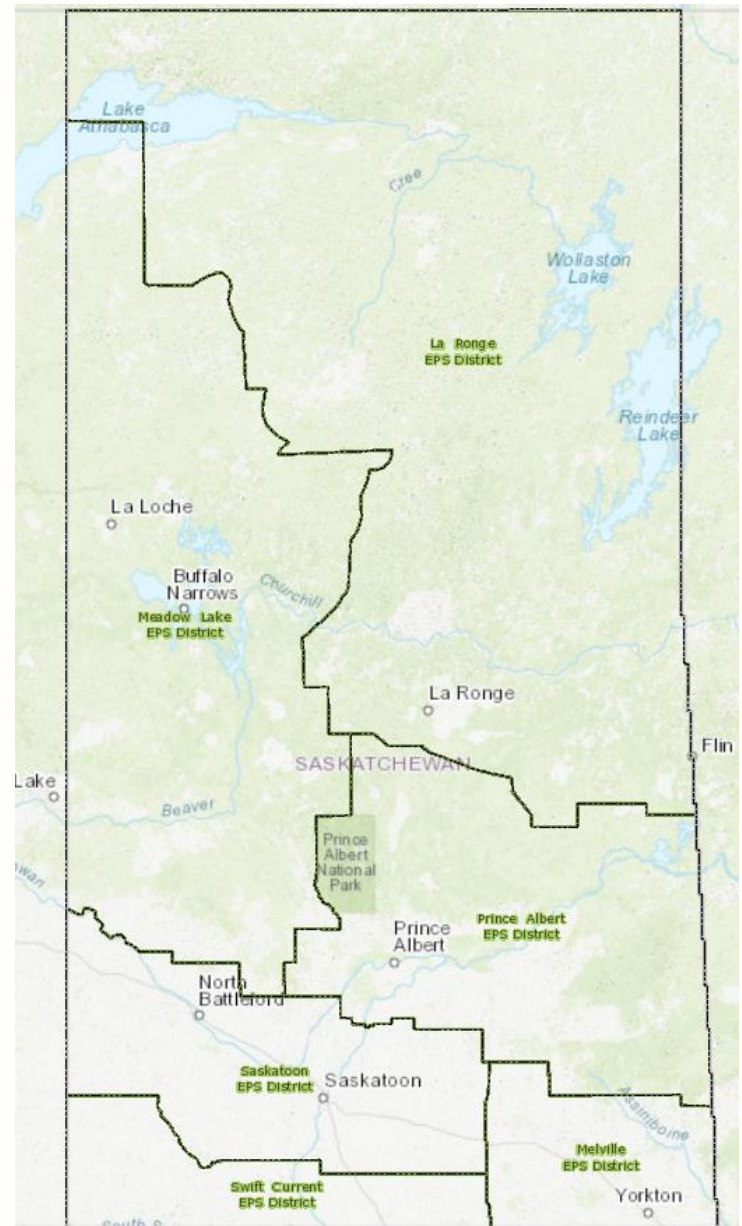 Lake
Athabasca
Cree
Wollaston
Lake
La Ronge
EPS District
Reindeer
Lake
La Loche
Buffalo
Narrows
Churchill
Meadow Lake
EPS District
La Ronge
Flin
SASKATCHEWAN
Lake
Beaver
Prince
Albert
National
Park
Prince Albert
EPS District
Prince
Albert
North
Battleford
Saskatoon
EPS District
Saskatoon
Assiniboine
Melville
EPS District
Swift Current
EPS District
Yorkton